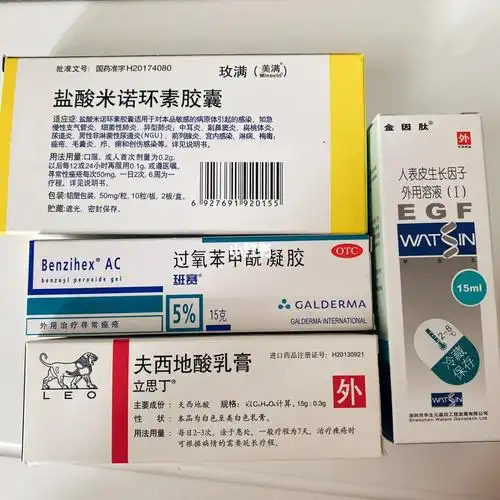 批准文号：国药准字H20174080
玫满（美满®）
Minocin
盐酸米诺环素胶囊
适应症：盐酸米诺环素胶囊适用于对本品敏感的病原体引起的感染，如急
慢性支气管炎、细菌性肺炎、异型肺炎；中耳炎、副鼻窦炎、扁桃体炎；
尿道炎、男性非淋菌性尿道炎（NGU）、前列腺炎、宫内感染、淋病、梅毒；
痤疮、毛囊炎、疖、痈和创伤感染等。详见说明书。
用法用量：口服。成人首次剂量为0.2g，
以后每12或24小时再服用0.1g，或遵医嘱。
寻常性痤疮每次50mg，一日2次，6周为一
疗程，详见说明书。
包装：铝塑包装，50mg/粒，10粒/板，2板/盒。
贮藏：遮光，密封保存。
6 927691 920155
Benzihex® AC
benzoyl peroxide gel
过氧苯甲酰凝胶
班赛®
OTC
外用治疗寻常痤疮
5%
15克
GALDERMA
GALDERMA INTERNATIONAL
LEO
夫西地酸乳膏
立思丁®
进口药品注册证号：H20130921
外
主要成份：夫西地酸 规格：以C₃₁H₄₈O₆计算，15g:0.3g
性状：本品为白色至类白色乳膏。
用法用量：每日2-3次，涂于患处，一般疗程为7天，治疗痤疮时
可根据病情的需要延长疗程。
金因肽®
外
人表皮生长因子
外用溶液（I）
EGF
WATSIN
15ml
2-8℃
冷藏
保存
WATSIN
深圳市华生元基因工程发展有限公司
Shenzhen Watsin Genetech Ltd